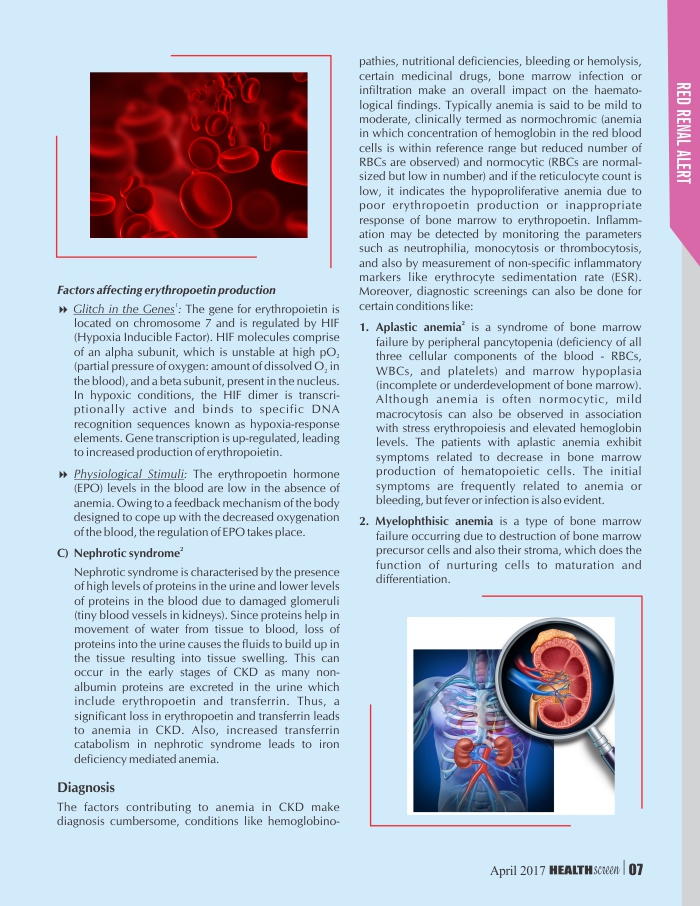 Factors affecting erythropoetin production
Glitch in the Genes¹: The gene for erythropoietin is
located on chromosome 7 and is regulated by HIF
(Hypoxia Inducible Factor). HIF molecules comprise
of an alpha subunit, which is unstable at high pO₂
(partial pressure of oxygen: amount of dissolved O₂ in
the blood), and a beta subunit, present in the nucleus.
In hypoxic conditions, the HIF dimer is transcri-
ptionally active and binds to specific DNA
recognition sequences known as hypoxia-response
elements. Gene transcription is up-regulated, leading
to increased production of erythropoietin.
Physiological Stimuli: The erythropoetin hormone
(EPO) levels in the blood are low in the absence of
anemia. Owing to a feedback mechanism of the body
designed to cope up with the decreased oxygenation
of the blood, the regulation of EPO takes place.
C) Nephrotic syndrome²
Nephrotic syndrome is characterised by the presence
of high levels of proteins in the urine and lower levels
of proteins in the blood due to damaged glomeruli
(tiny blood vessels in kidneys). Since proteins help in
movement of water from tissue to blood, loss of
proteins into the urine causes the fluids to build up in
the tissue resulting into tissue swelling. This can
occur in the early stages of CKD as many non-
albumin proteins are excreted in the urine which
include erythropoetin and transferrin. Thus, a
significant loss in erythropoetin and transferrin leads
to anemia in CKD. Also, increased transferrin
catabolism in nephrotic syndrome leads to iron
deficiency mediated anemia.
Diagnosis
The factors contributing to anemia in CKD make
diagnosis cumbersome, conditions like hemoglobino-
pathies, nutritional deficiencies, bleeding or hemolysis,
certain medicinal drugs, bone marrow infection or
infiltration make an overall impact on the haemato-
logical findings. Typically anemia is said to be mild to
moderate, clinically termed as normochromic (anemia
in which concentration of hemoglobin in the red blood
cells is within reference range but reduced number of
RBCs are observed) and normocytic (RBCs are normal-
sized but low in number) and if the reticulocyte count is
low, it indicates the hypoproliferative anemia due to
poor erythropoetin production or inappropriate
response of bone marrow to erythropoetin. Inflamm-
ation may be detected by monitoring the parameters
such as neutrophilia, monocytosis or thrombocytosis,
and also by measurement of non-specific inflammatory
markers like erythrocyte sedimentation rate (ESR).
Moreover, diagnostic screenings can also be done for
certain conditions like:
1. Aplastic anemia² is a syndrome of bone marrow
failure by peripheral pancytopenia (deficiency of all
three cellular components of the blood - RBCs,
WBCs, and platelets) and marrow hypoplasia
(incomplete or underdevelopment of bone marrow).
Although anemia is often normocytic, mild
macrocytosis can also be observed in association
with stress erythropoiesis and elevated hemoglobin
levels. The patients with aplastic anemia exhibit
symptoms related to decrease in bone marrow
production of hematopoietic cells. The initial
symptoms are frequently related to anemia or
bleeding, but fever or infection is also evident.
2. Myelophthisic anemia is a type of bone marrow
failure occurring due to destruction of bone marrow
precursor cells and also their stroma, which does the
function of nurturing cells to maturation and
differentiation.
RED RENAL ALERT
April 2017 HEALTHscreen | 07